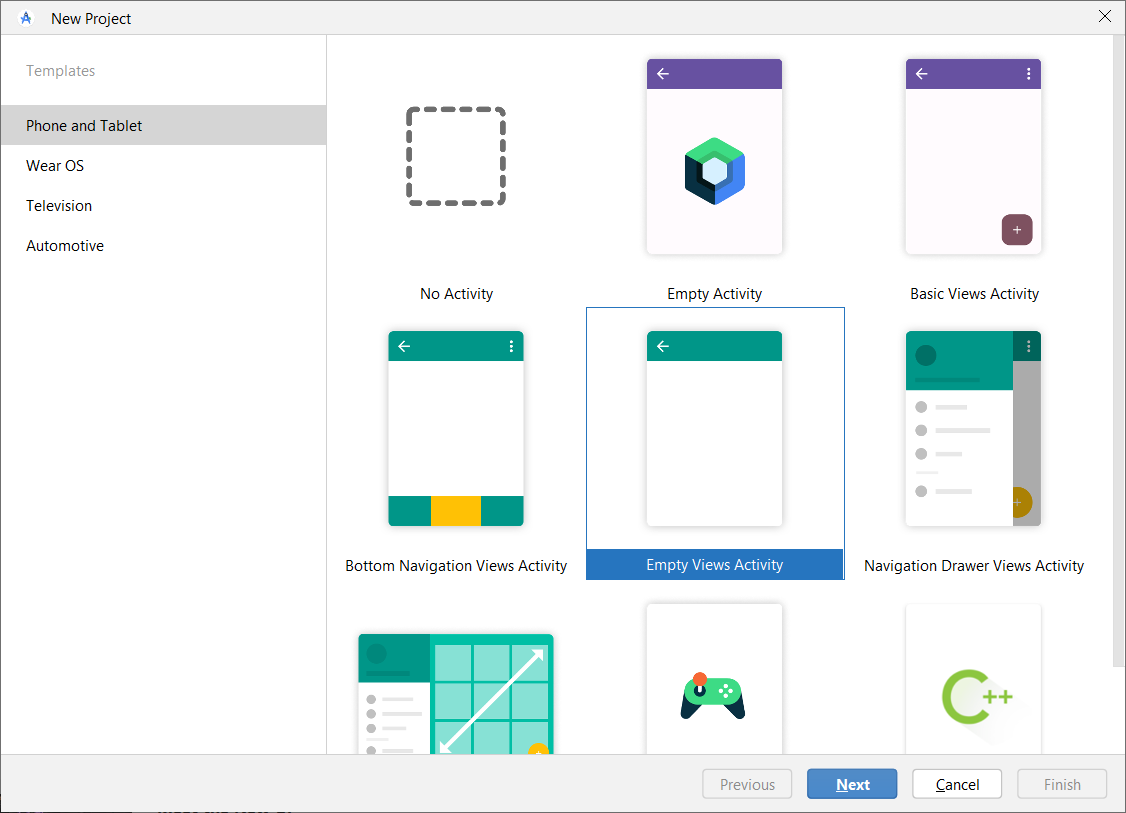 New Project
Templates
Phone and Tablet
Wear OS
Television
Automotive
No Activity
Empty Activity
Basic Views Activity
Bottom Navigation Views Activity
Empty Views Activity
Navigation Drawer Views Activity
C++
Previous
Next
Cancel
Finish